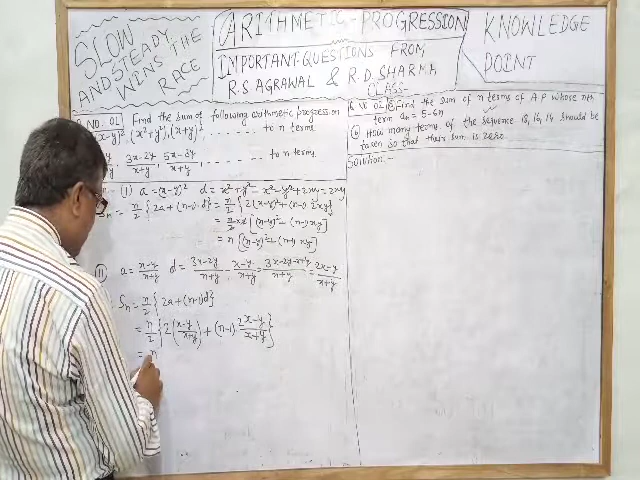 SLOW
AND STEADY
WINS THE
RACE
ARITHMETIC-PROGRESSION
IMPORTANT-QUESTIONS FROM
R.S AGRAWAL & R.D. SHARMA
CLASS-
KNOWLEDGE
POINT
NO. 01 Find the sum of following arithmetic progression
(x-y)², (x²+y²), (x+y)², ........ to n terms.
3x-2y/x+y, 5x-3y/x+y, ....... to n terms.
(I) a = (x-y)² d = x²+y²-x²-y²+2xy = 2xy
Sn = n/2 {2a+(n-1)d} = n/2 {2(x-y)²+(n-1) 2xy}
= n/2 ×2 [(x-y)²+(n-1)xy]
= n [(x-y)²+(n-1)xy]
II a = x-y/x+y d = 3x-2y/x+y - x-y/x+y = 3x-2y-x+y/x+y = 2x-y/x+y
Sn = n/2 {2a+(n-1)d}
= n/2 {2(x-y/x+y) + (n-1) 2x-y/x+y}
= n
02 Find the sum of n terms of A.P whose nth
term an = 5-6n
How many terms of the sequence 18, 16, 14 should be
taken so that their sum is zero.
Solution:-